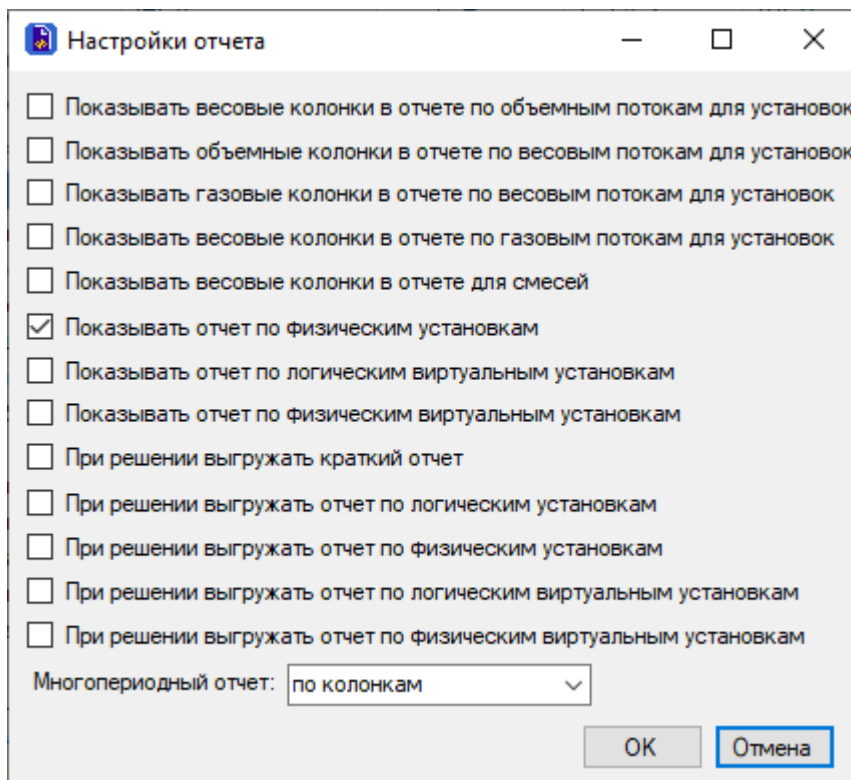 Настройки отчета
Показывать весовые колонки в отчете по объемным потокам для установок
Показывать объемные колонки в отчете по весовым потокам для установок
Показывать газовые колонки в отчете по весовым потокам для установок
Показывать весовые колонки в отчете по газовым потокам для установок
Показывать весовые колонки в отчете для смесей
Показывать отчет по физическим установкам
Показывать отчет по логическим виртуальным установкам
Показывать отчет по физическим виртуальным установкам
При решении выгружать краткий отчет
При решении выгружать отчет по логическим установкам
При решении выгружать отчет по физическим установкам
При решении выгружать отчет по логическим виртуальным установкам
При решении выгружать отчет по физическим виртуальным установкам
Многопериодный отчет: по колонкам
OK Отмена